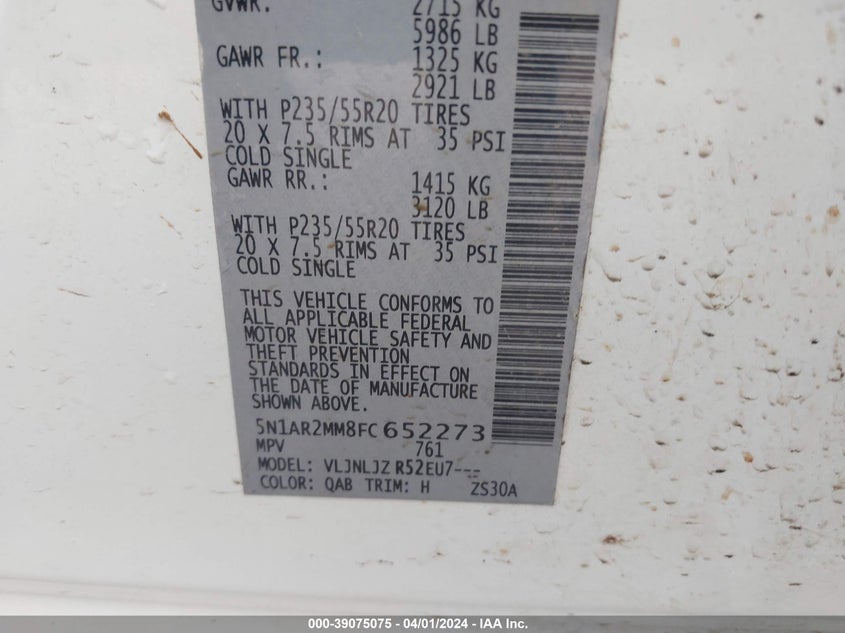 GVWR: 2715 KG
5986 LB
GAWR FR.: 1325 KG
2921 LB
WITH P235/55R20 TIRES
20 X 7.5 RIMS AT 35 PSI
COLD SINGLE
GAWR RR.: 1415 KG
3120 LB
WITH P235/55R20 TIRES
20 X 7.5 RIMS AT 35 PSI
COLD SINGLE
THIS VEHICLE CONFORMS TO
ALL APPLICABLE FEDERAL
MOTOR VEHICLE SAFETY AND
THEFT PREVENTION
STANDARDS IN EFFECT ON
THE DATE OF MANUFACTURE
SHOWN ABOVE.
5N1AR2MM8FC652273
MPV 761
MODEL: VLJNLJZ R52EU7---
COLOR: QAB TRIM: H ZS30A
000-39075075 - 04/01/2024 - IAA Inc.